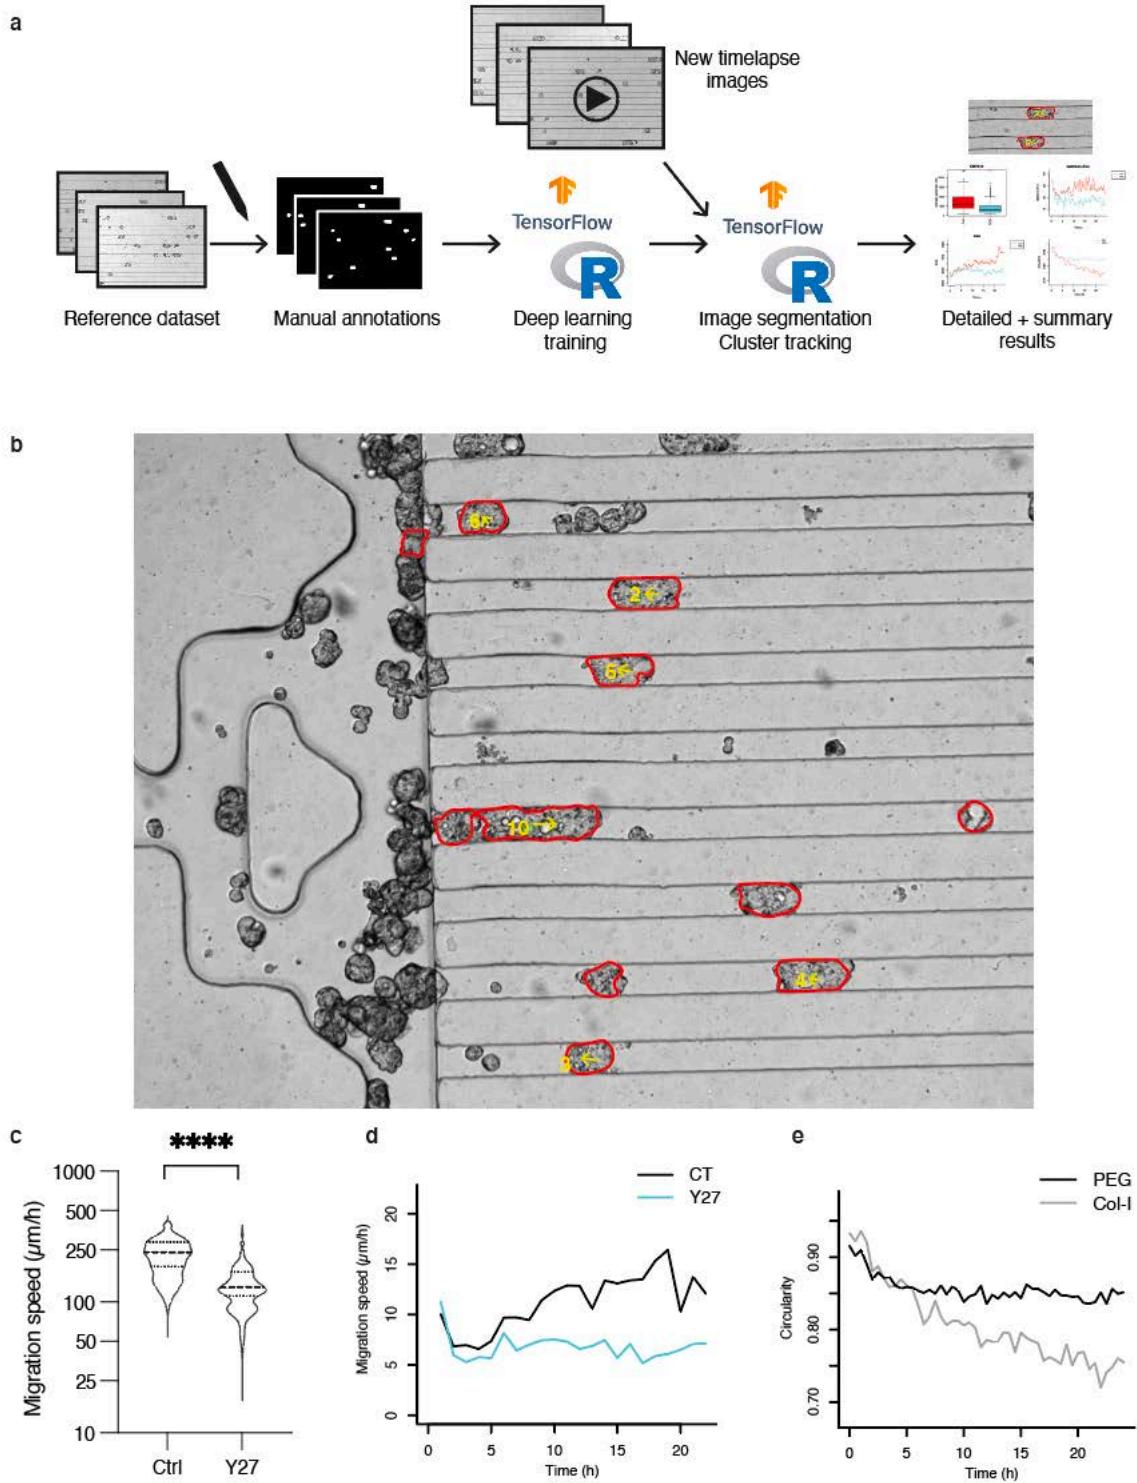 a
New timelapse
images
TensorFlow
TensorFlow
R
R
Reference dataset
Manual annotations
Deep learning
training
Image segmentation
Cluster tracking
Detailed + summary
results
b
2
5
10
4
9
c
****
1000
500
250
100
50
25
10
Migration speed (µm/h)
Ctrl
Y27
d
CT
Y27
20
15
10
5
0
Migration speed (µm/h)
0
5
10
15
20
Time (h)
e
PEG
Col-I
0.90
0.80
0.70
Circularity
0
5
10
15
20
Time (h)